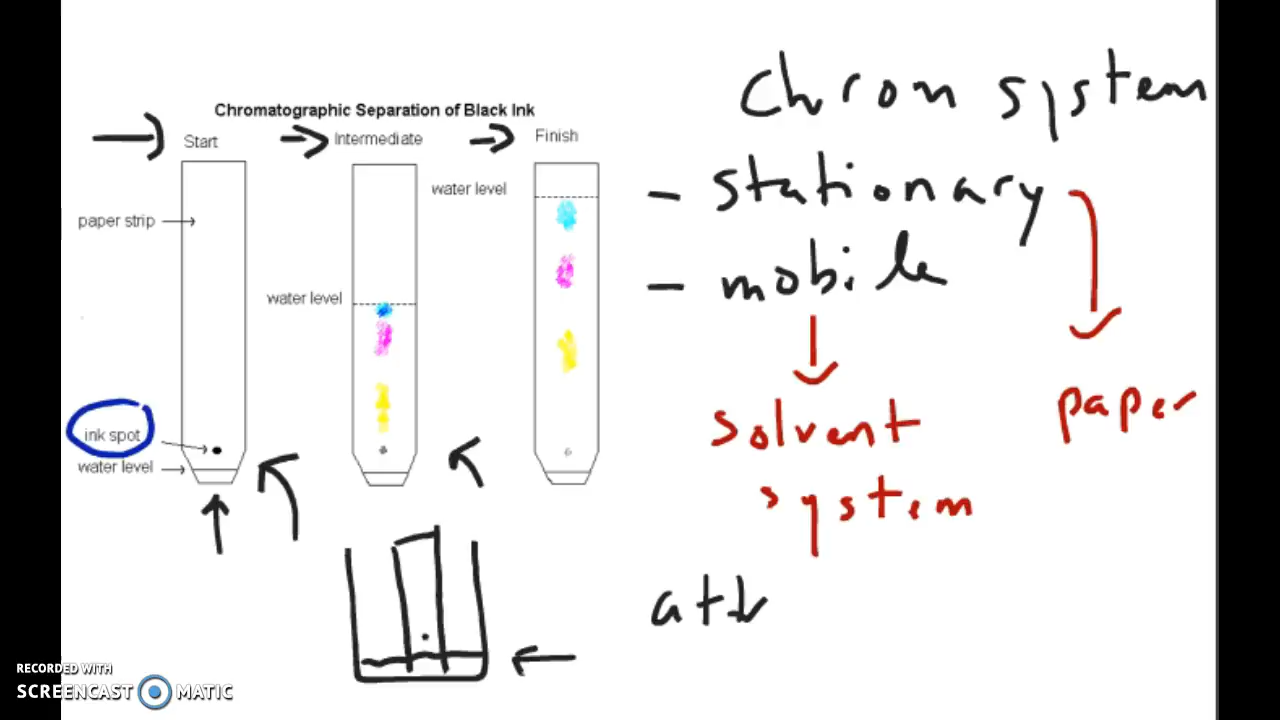 Chromatographic Separation of Black Ink
Start
Intermediate
Finish
paper strip
water level
water level
ink spot
water level
Chrom system
- stationary
- mobile
solvent
system
paper
RECORDED WITH
SCREENCAST MATIC